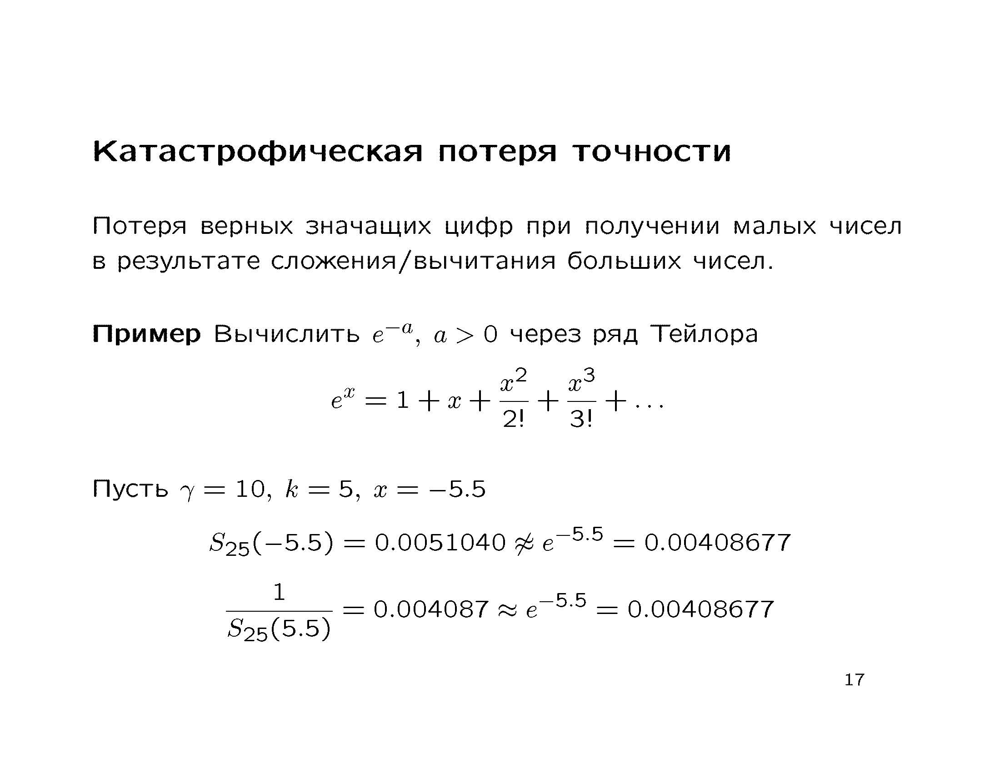 Катастрофическая потеря точности
Потеря верных значащих цифр при получении малых чисел
в результате сложения/вычитания больших чисел.
Пример Вычислить $e^{-a}$, $a > 0$ через ряд Тейлора
$e^x = 1 + x + \frac{x^2}{2!} + \frac{x^3}{3!} + \ldots$
Пусть $\gamma = 10$, $k = 5$, $x = -5.5$
$S_{25}(-5.5) = 0.0051040 \not\approx e^{-5.5} = 0.00408677$
$\frac{1}{S_{25}(5.5)} = 0.004087 \approx e^{-5.5} = 0.00408677$
17